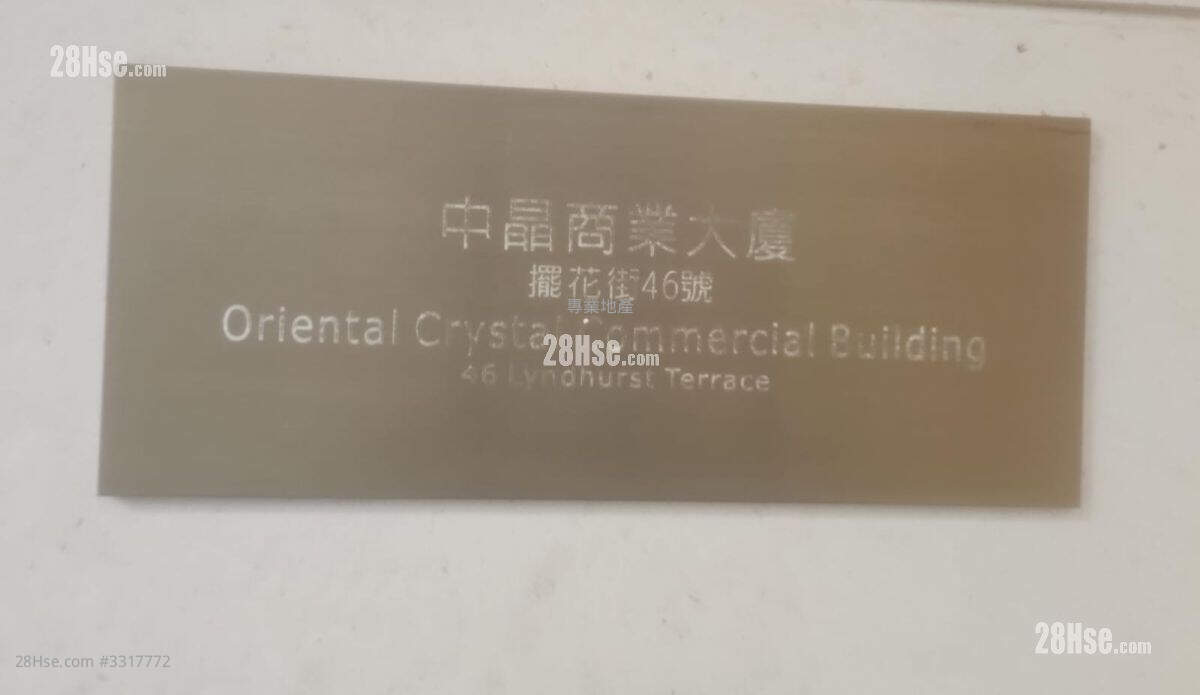 28Hse.com
中晶商業大廈
擺花街46號
專業地產
Oriental Crystal Commercial Building
28Hse.com
46 Lyndhurst Terrace
28Hse.com
28Hse.com #3317772